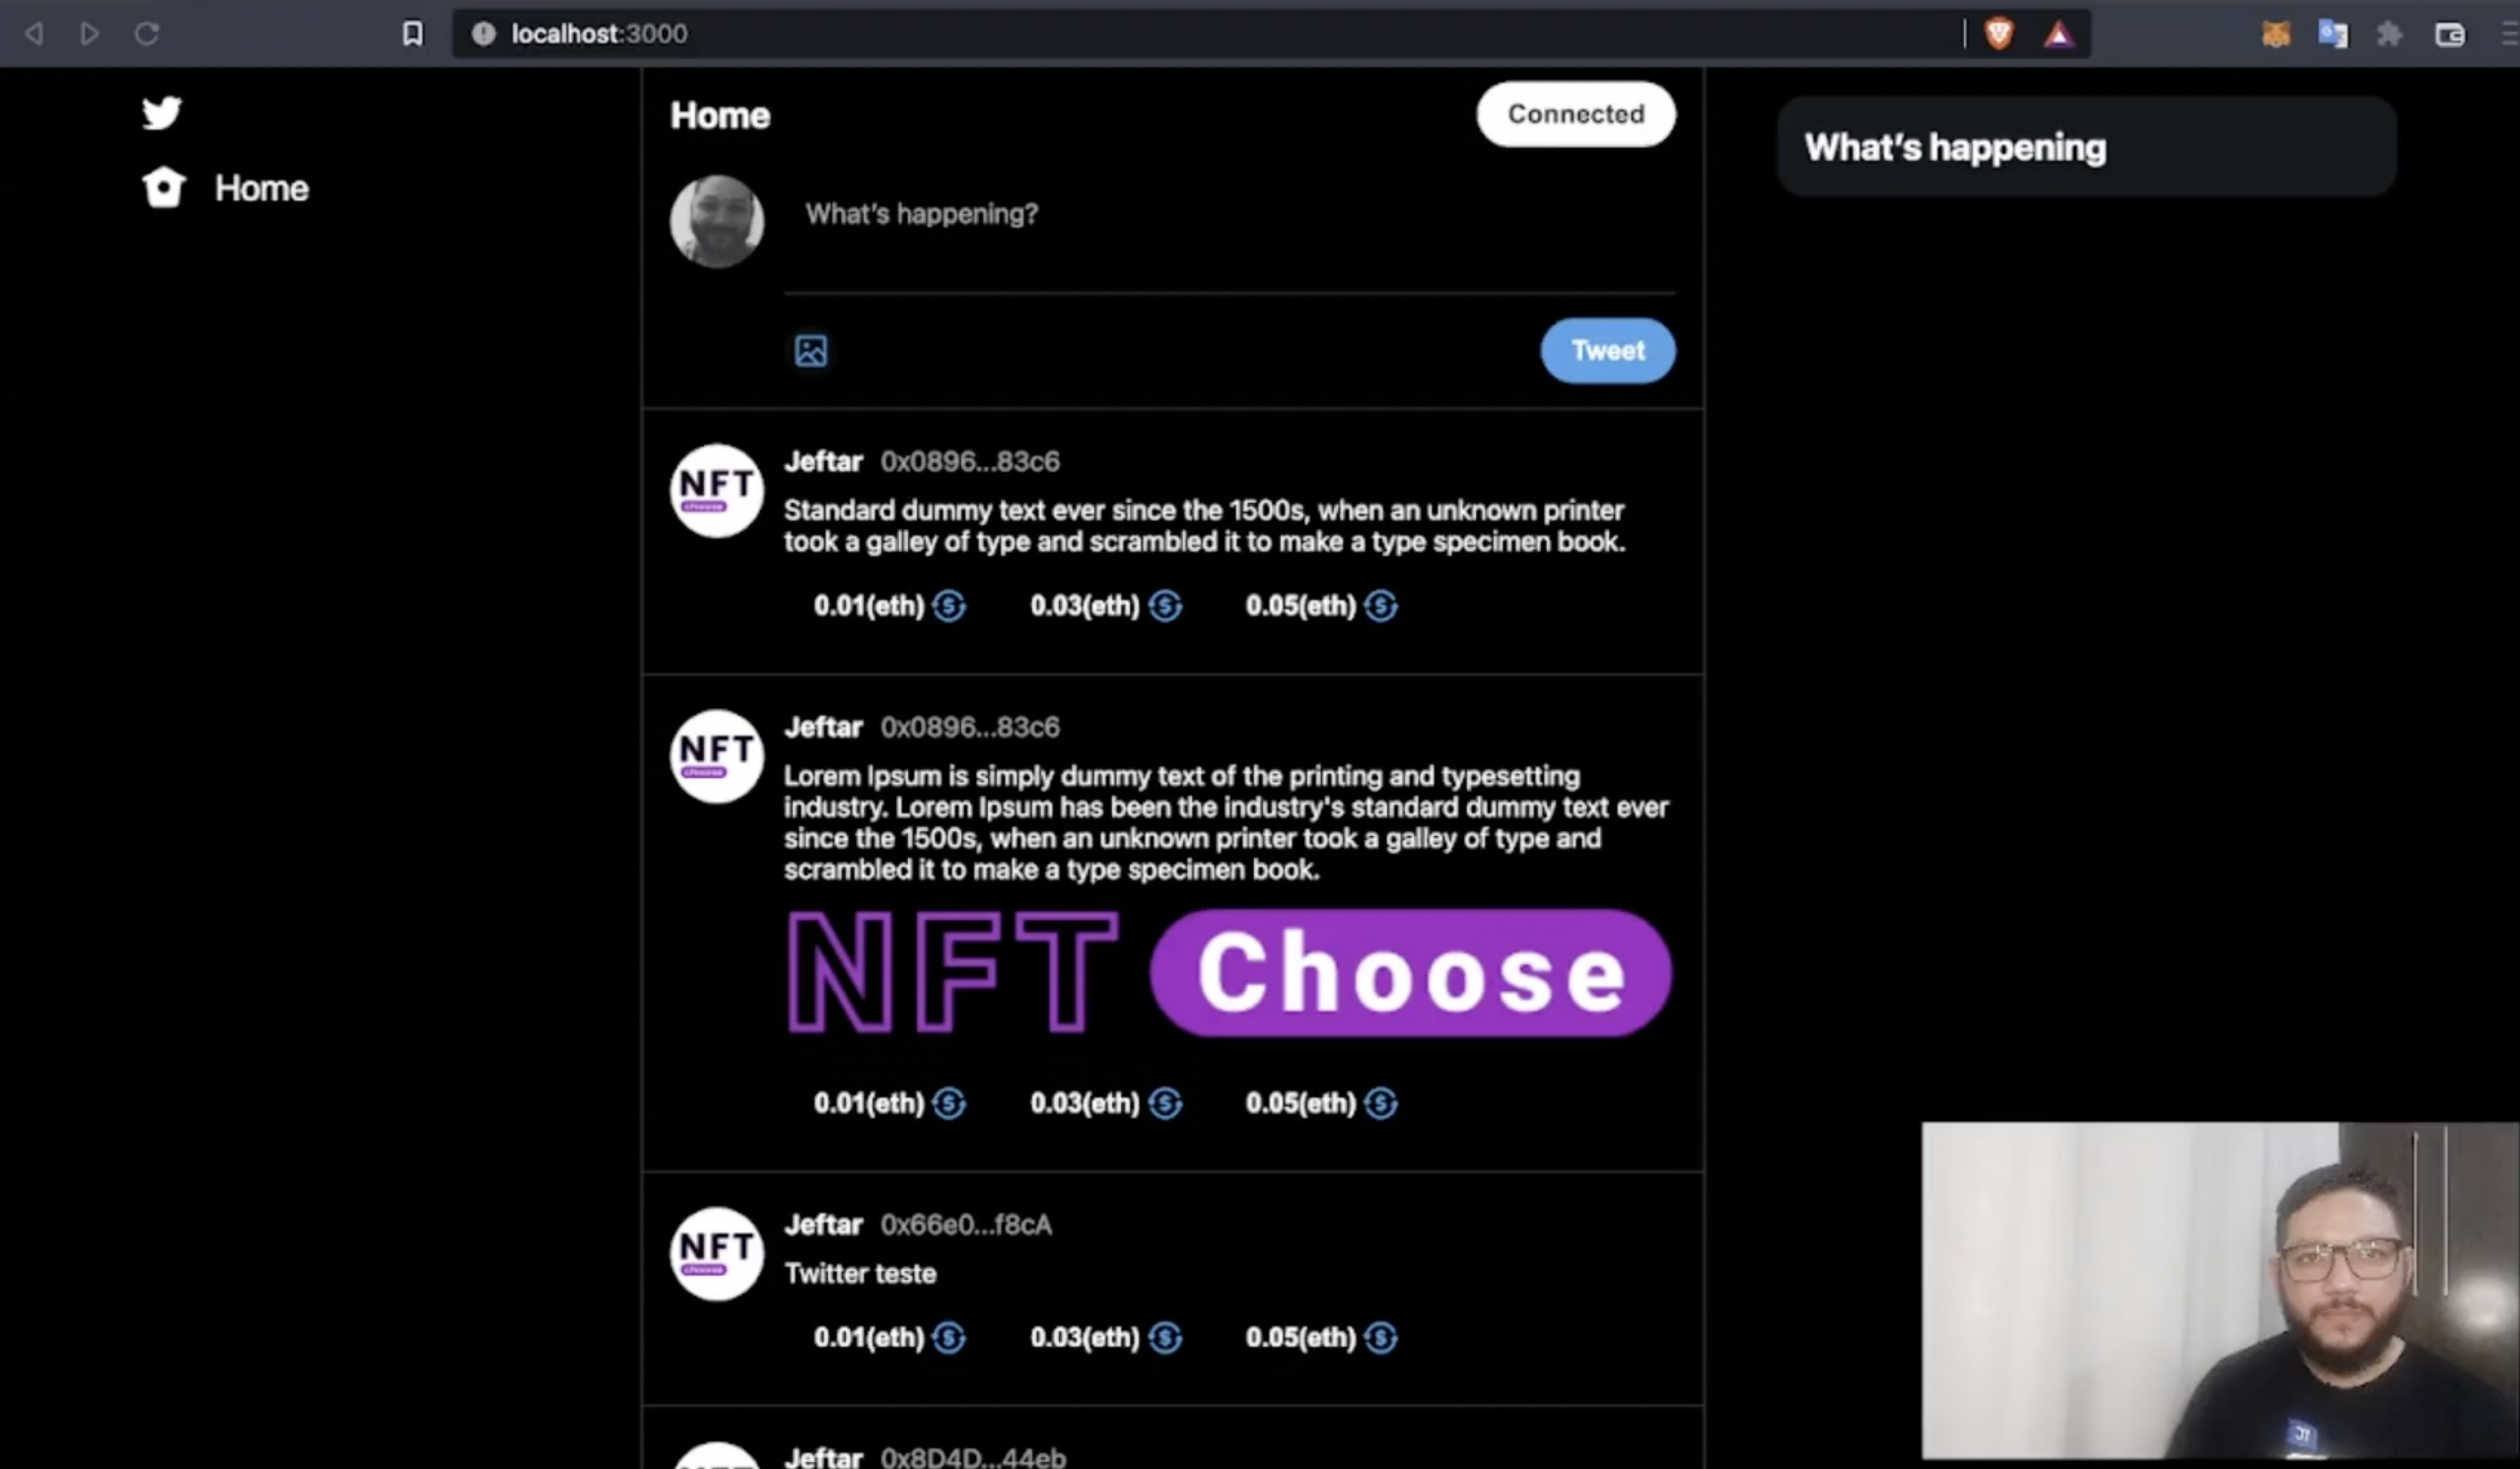 localhost:3000
Home
Home
Connected
What's happening?
Tweet
Jeftar 0x0896...83c6
NFT
choose
Standard dummy text ever since the 1500s, when an unknown printer
took a galley of type and scrambled it to make a type specimen book.
0.01(eth) 0.03(eth) 0.05(eth)
Jeftar 0x0896...83c6
NFT
choose
Lorem Ipsum is simply dummy text of the printing and typesetting
industry. Lorem Ipsum has been the industry's standard dummy text ever
since the 1500s, when an unknown printer took a galley of type and
scrambled it to make a type specimen book.
NFT Choose
0.01(eth) 0.03(eth) 0.05(eth)
Jeftar 0x66e0...f8cA
NFT
choose
Twitter teste
0.01(eth) 0.03(eth) 0.05(eth)
Jeftar 0x8D4D...44eb
What's happening